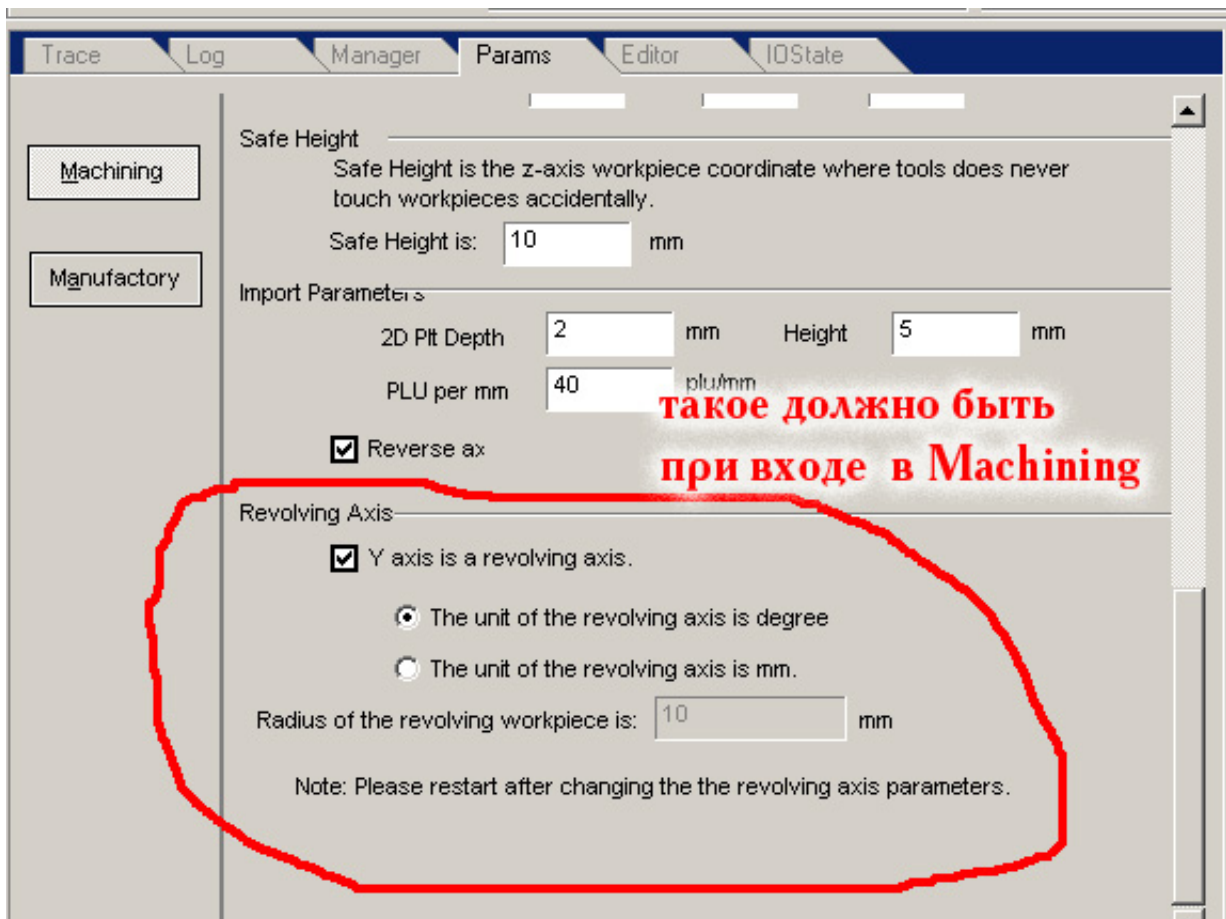 Trace Log Manager Params Editor IOState
Safe Height
Machining
Safe Height is the z-axis workpiece coordinate where tools does never
touch workpieces accidentally.
Safe Height is: 10 mm
Manufactory
Import Parameters
2D Plt Depth 2 mm Height 5 mm
PLU per mm 40 plu/mm
такое должно быть
Reverse ax
при входе в Machining
Revolving Axis
Y axis is a revolving axis.
The unit of the revolving axis is degree
The unit of the revolving axis is mm.
Radius of the revolving workpiece is: 10 mm
Note: Please restart after changing the the revolving axis parameters.